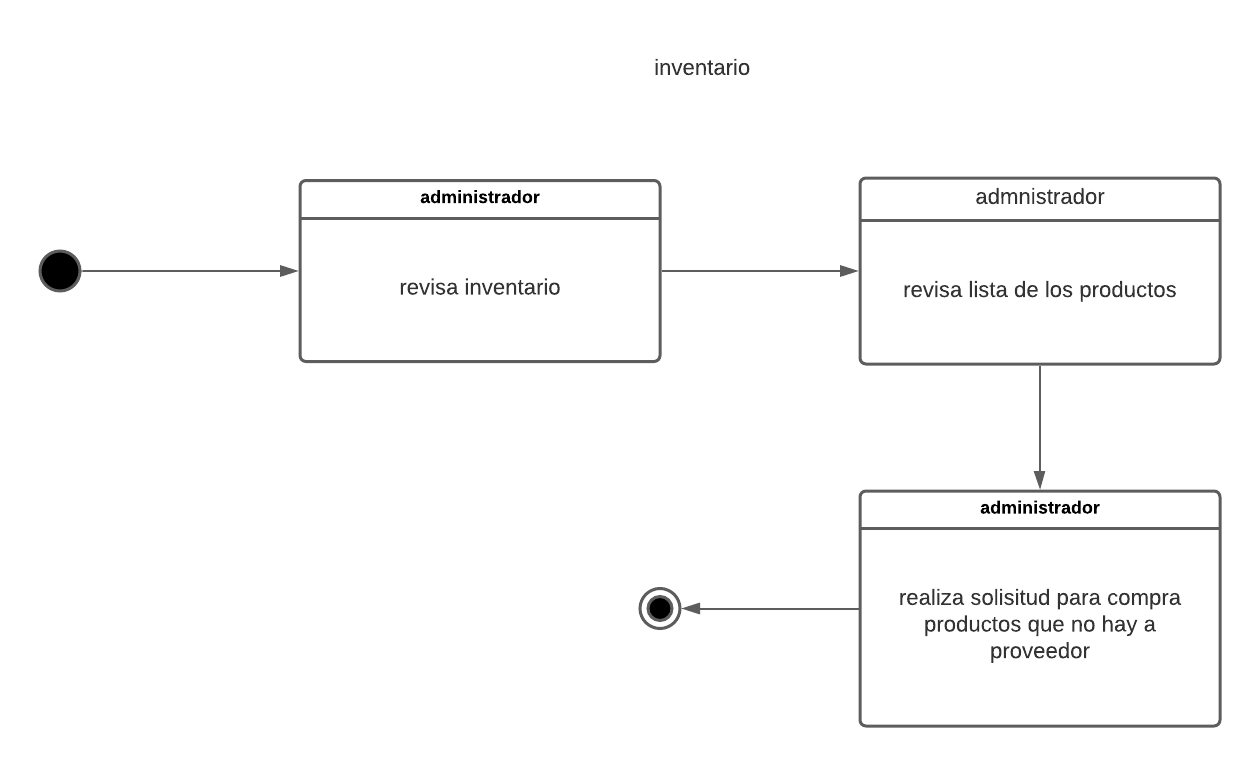 inventario
administrador
revisa inventario
admnistrador
revisa lista de los productos
administrador
realiza solisitud para compra
productos que no hay a
proveedor